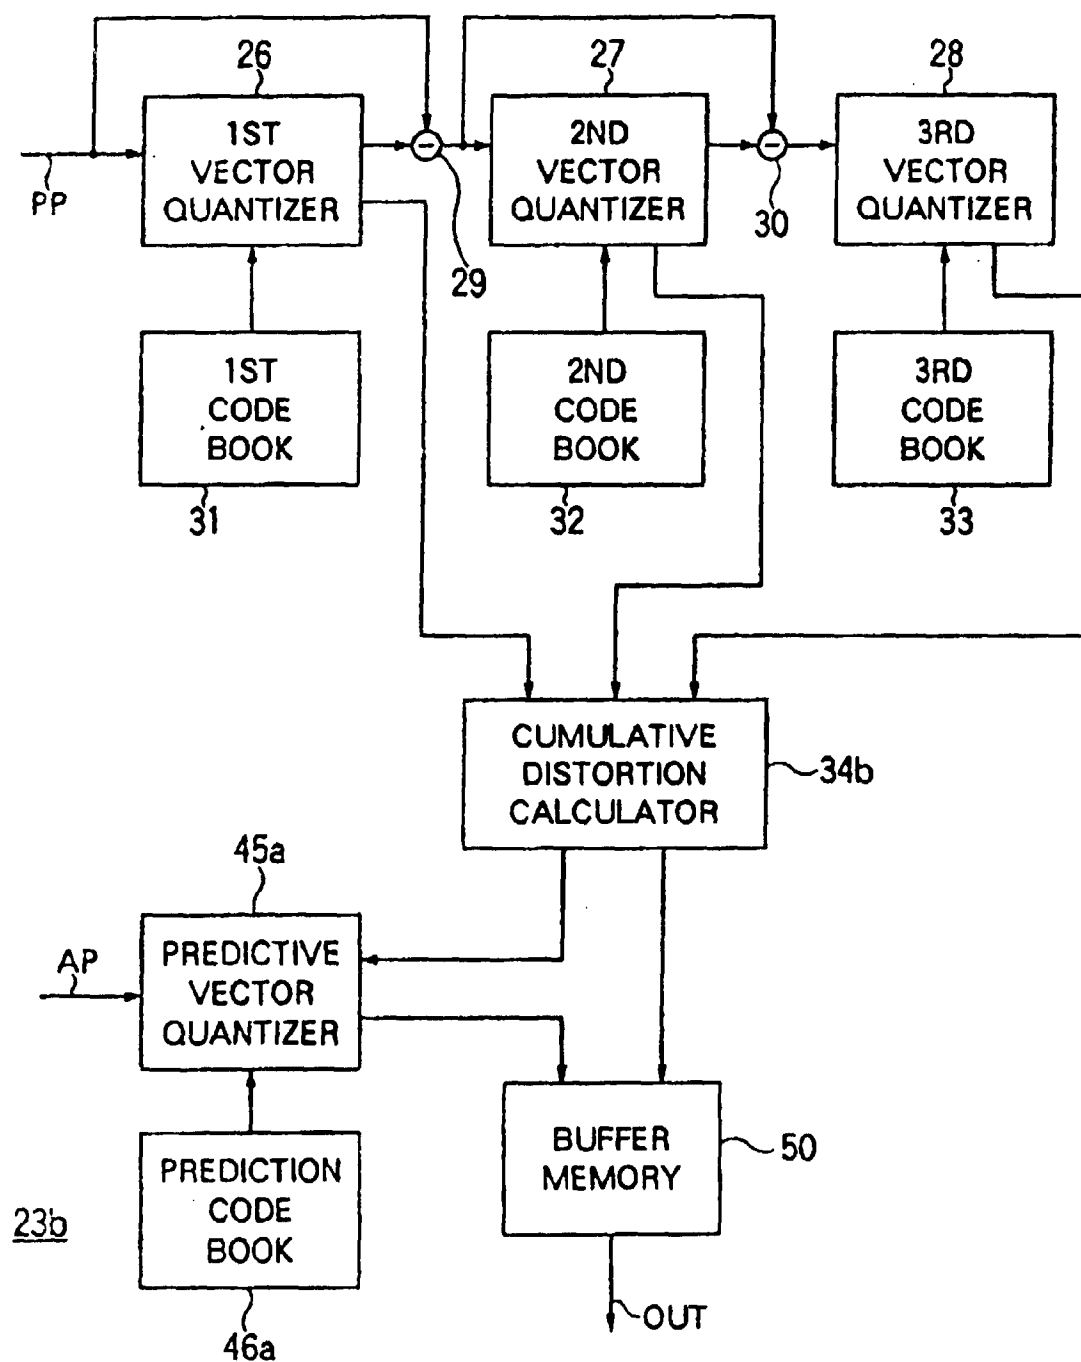 26
27
28
1ST
VECTOR
QUANTIZER
2ND
VECTOR
QUANTIZER
3RD
VECTOR
QUANTIZER
PP
29
30
1ST
CODE
BOOK
2ND
CODE
BOOK
3RD
CODE
BOOK
31
32
33
CUMULATIVE
DISTORTION
CALCULATOR
34b
45a
AP
PREDICTIVE
VECTOR
QUANTIZER
BUFFER
MEMORY
50
PREDICTION
CODE
BOOK
23b
46a
OUT